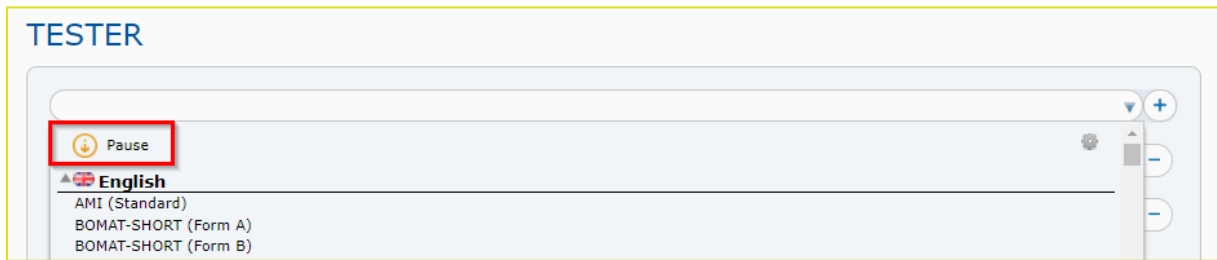 TESTER
+
Pause
English
AMI (Standard)
BOMAT-SHORT (Form A)
BOMAT-SHORT (Form B)